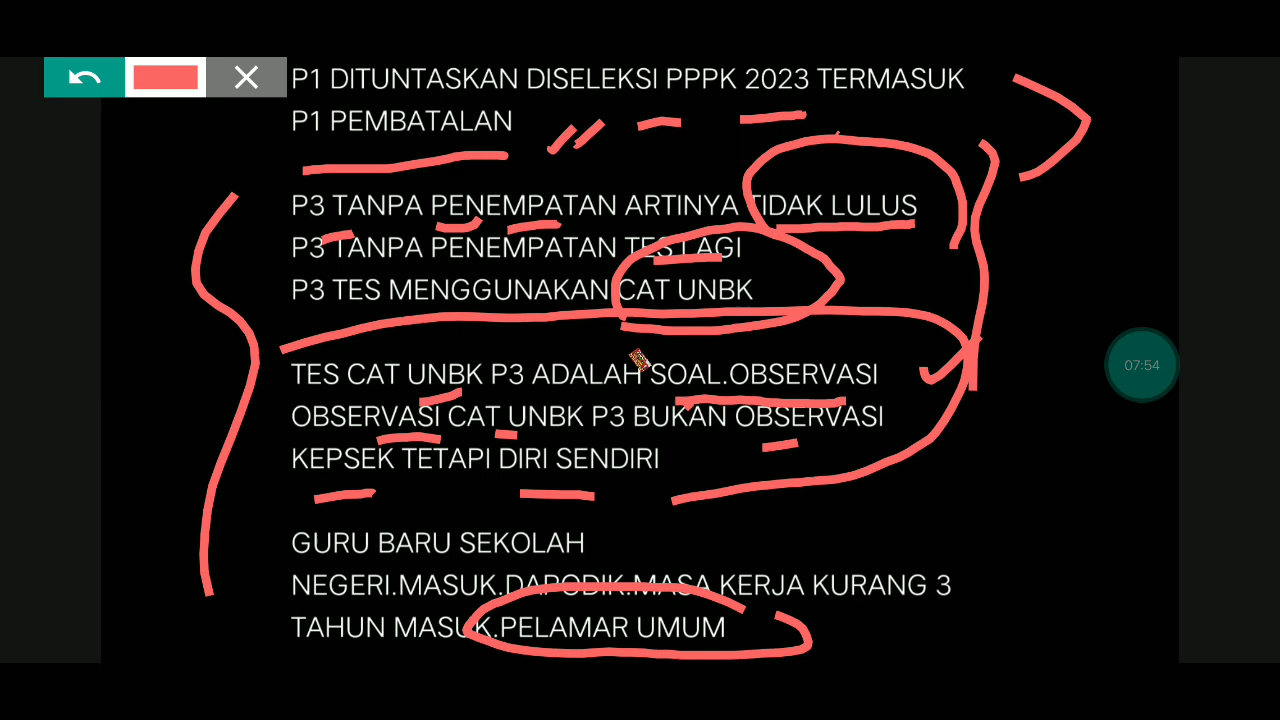 P1 DITUNTASKAN DISELEKSI PPPK 2023 TERMASUK
P1 PEMBATALAN
P3 TANPA PENEMPATAN ARTINYA TIDAK LULUS
P3 TANPA PENEMPATAN TES LAGI
P3 TES MENGGUNAKAN CAT UNBK
TES CAT UNBK P3 ADALAH SOAL.OBSERVASI
OBSERVASI CAT UNBK P3 BUKAN OBSERVASI
KEPSEK TETAPI DIRI SENDIRI
GURU BARU SEKOLAH
NEGERI.MASUK.DAPODIK.MASA KERJA KURANG 3
TAHUN MASUK.PELAMAR UMUM
07:54